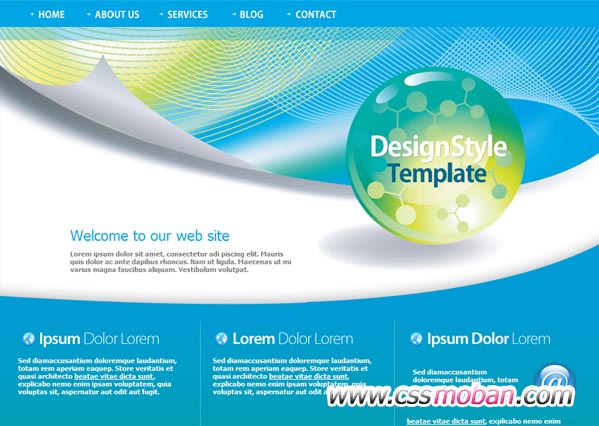 HOME
ABOUT US
SERVICES
BLOG
CONTACT
DesignStyle
Template
Welcome to our web site
Lorem ipsum dolor sit amet, consectetur adi piscing elit. Mauris
quis dolor ac ante dapibus rhoncus. Nam ut ligula. Maecenas ut mi
varius magna faucibus aliquam. Vestibulum volutpat.
Ipsum Dolor Lorem
Sed diamaccusantium doloremque laudantium,
totam rem aperiam eaque. Store veritatis et
quasi architecto beatae vitae dicta sunt,
explicabo nemo enims ipsam voluptatem, quia
voluptas sit, aspernatur aut odit aut fugit.
Lorem Dolor Lorem
Sed diamaccusantium doloremque laudantium,
totam rem aperiam eaque. Store veritatis et
quasi architecto beatae vitae dicta sunt,
explicabo nemo enim ipsam voluptatem, quia
voluptas sit, aspernatur aut odit
Ipsum Dolor Lorem
Sed diamaccusantium
doloremque laudantium, totam
beatae vitae dicta sunt,
explicabo nemo enim ipsam
www.cssmoban.com